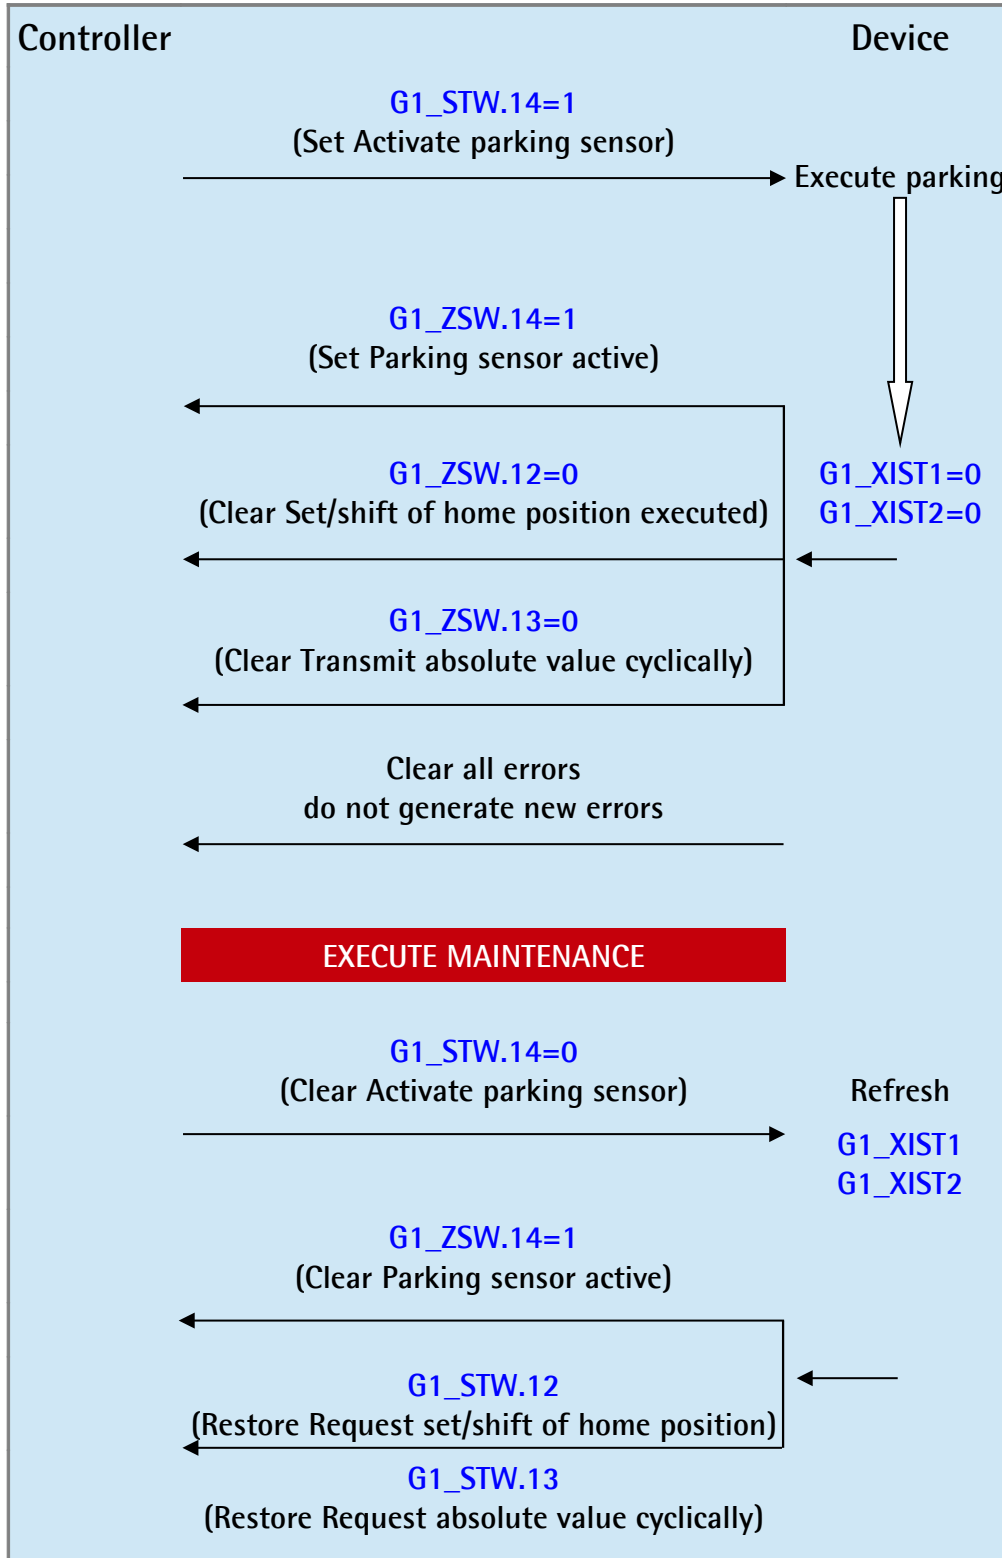 Controller
Device
G1_STW.14=1
(Set Activate parking sensor)
Execute parking
G1_ZSW.14=1
(Set Parking sensor active)
G1_ZSW.12=0
(Clear Set/shift of home position executed)
G1_XIST1=0
G1_XIST2=0
G1_ZSW.13=0
(Clear Transmit absolute value cyclically)
Clear all errors
do not generate new errors
EXECUTE MAINTENANCE
G1_STW.14=0
(Clear Activate parking sensor)
Refresh
G1_XIST1
G1_XIST2
G1_ZSW.14=1
(Clear Parking sensor active)
G1_STW.12
(Restore Request set/shift of home position)
G1_STW.13
(Restore Request absolute value cyclically)